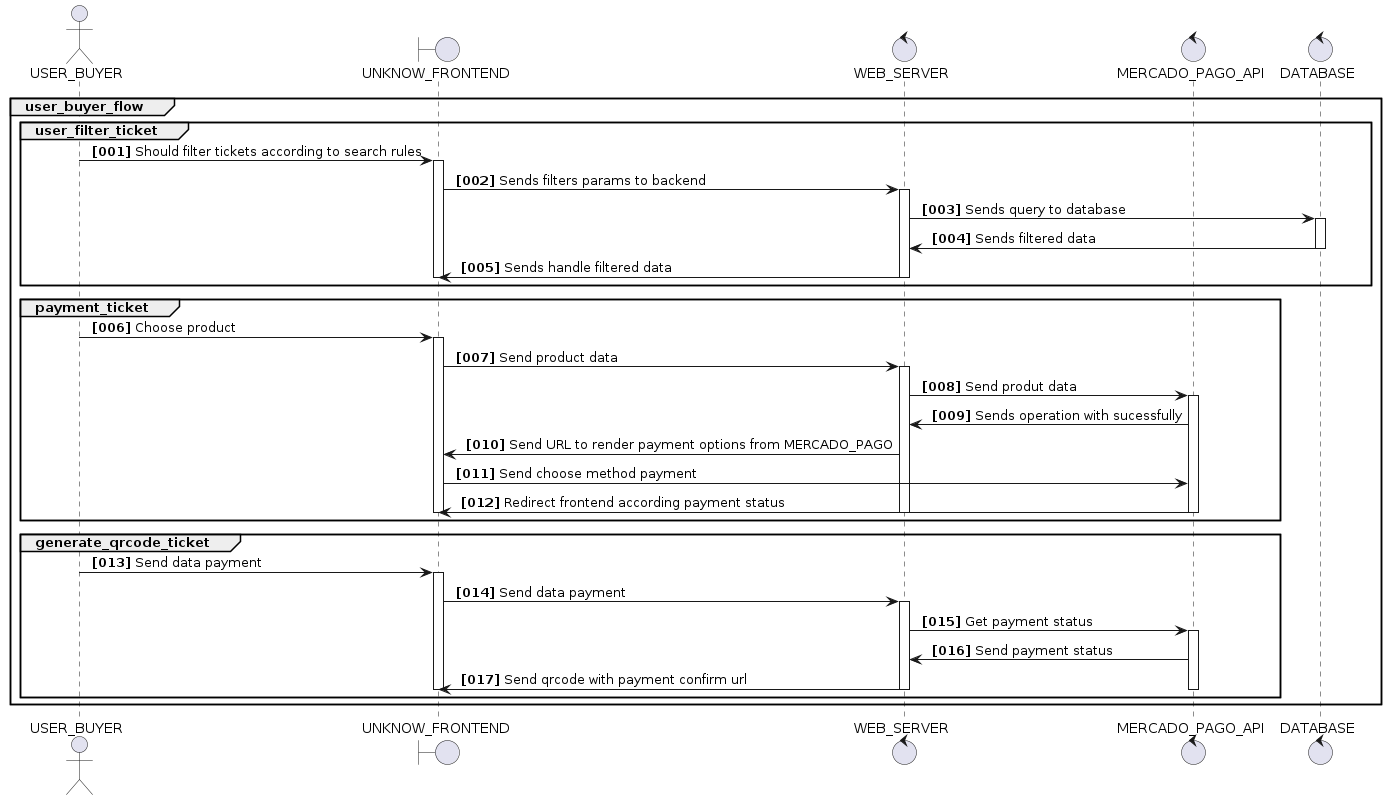 USER_BUYER
UNKNOW_FRONTEND
WEB_SERVER
MERCADO_PAGO_API
DATABASE
user_buyer_flow
user_filter_ticket
[001] Should filter tickets according to search rules
[002] Sends filters params to backend
[003] Sends query to database
[004] Sends filtered data
[005] Sends handle filtered data
payment_ticket
[006] Choose product
[007] Send product data
[008] Send produt data
[009] Sends operation with sucessfully
[010] Send URL to render payment options from MERCADO_PAGO
[011] Send choose method payment
[012] Redirect frontend according payment status
generate_qrcode_ticket
[013] Send data payment
[014] Send data payment
[015] Get payment status
[016] Send payment status
[017] Send qrcode with payment confirm url
USER_BUYER
UNKNOW_FRONTEND
WEB_SERVER
MERCADO_PAGO_API
DATABASE